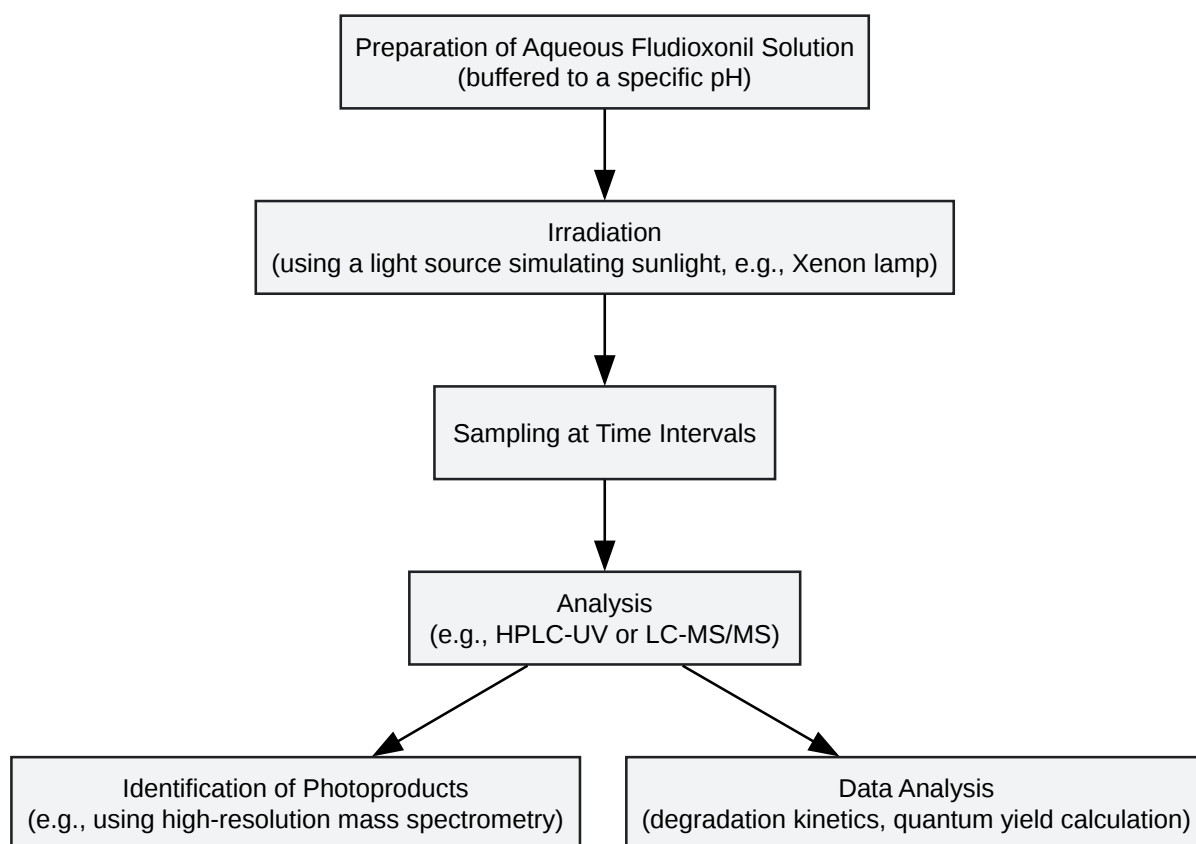 Preparation of Aqueous Fludioxonil Solution
(buffered to a specific pH)
Irradiation
(using a light source simulating sunlight, e.g., Xenon lamp)
Sampling at Time Intervals
Analysis
(e.g., HPLC-UV or LC-MS/MS)
Identification of Photoproducts
(e.g., using high-resolution mass spectrometry)
Data Analysis
(degradation kinetics, quantum yield calculation)